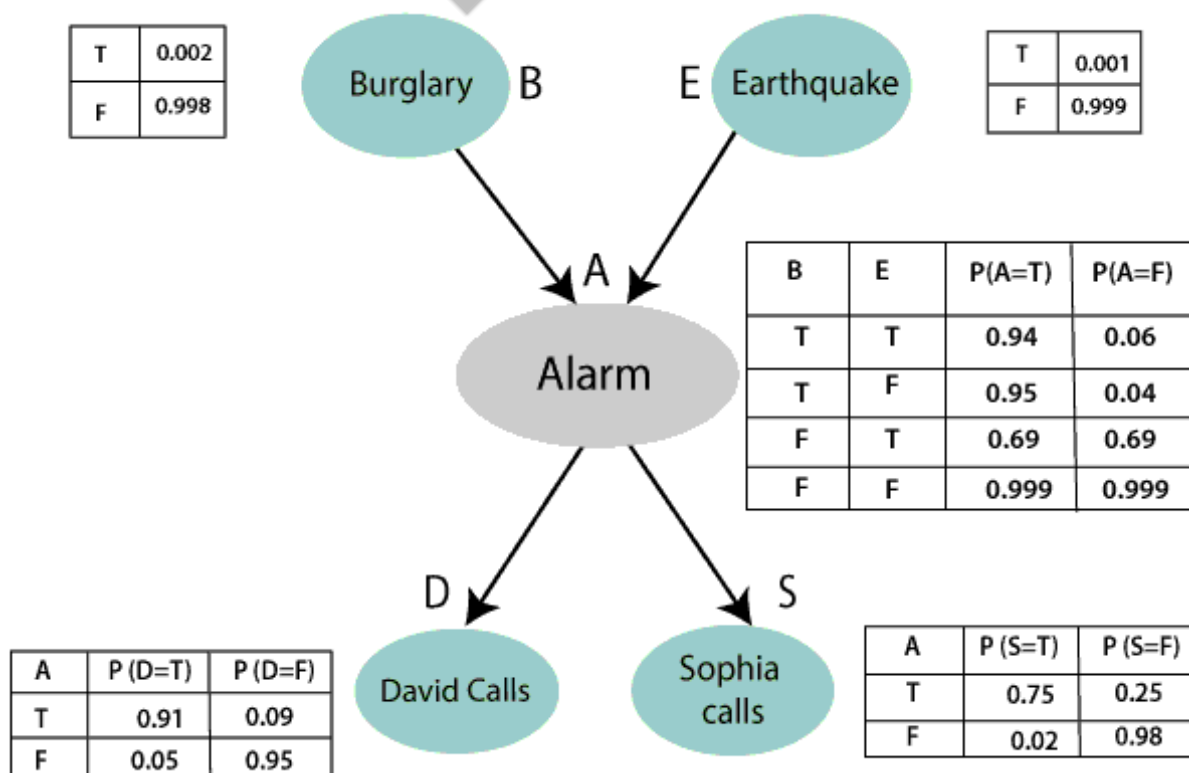 T 0.002
F 0.998
Burglary B
E Earthquake
T 0.001
F 0.999
A
Alarm
B E P(A=T) P(A=F)
T T 0.94 0.06
T F 0.95 0.04
F T 0.69 0.69
F F 0.999 0.999
D
S
A P (D=T) P (D=F)
T 0.91 0.09
F 0.05 0.95
David Calls
Sophia
calls
A P (S=T) P (S=F)
T 0.75 0.25
F 0.02 0.98